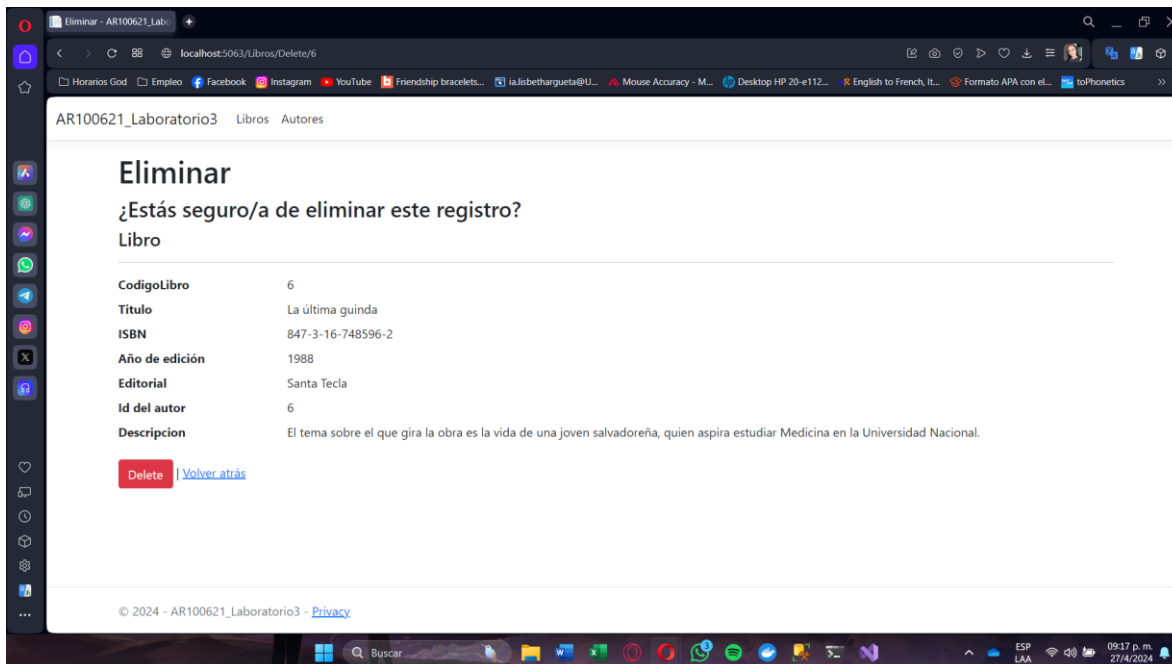 Eliminar - AR100621_Labo
localhost:5063/Libros/Delete/6
Horarios God Empleo Facebook Instagram YouTube Friendship bracelets... ia.lisbethargueta@U... Mouse Accuracy - M... Desktop HP 20-e112... English to French, It... Formato APA con el... toPhonetics
AR100621_Laboratorio3 Libros Autores
Eliminar
¿Estás seguro/a de eliminar este registro?
Libro
CodigoLibro 6
Titulo La última guinda
ISBN 847-3-16-748596-2
Año de edición 1988
Editorial Santa Tecla
Id del autor 6
Descripcion El tema sobre el que gira la obra es la vida de una joven salvadoreña, quien aspira estudiar Medicina en la Universidad Nacional.
Delete | Volver atrás
© 2024 - AR100621_Laboratorio3 - Privacy
Buscar 3 ESP 09:17 p. m.
LAA 27/4/2024